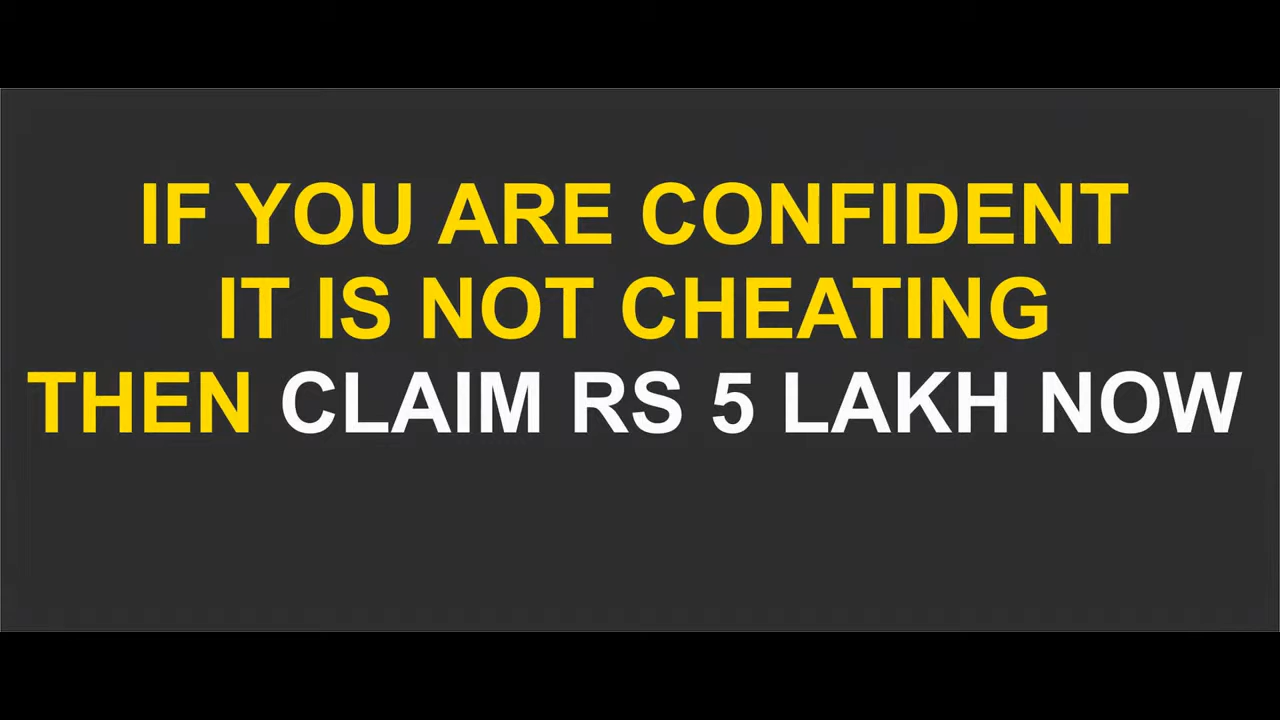 IF YOU ARE CONFIDENT
IT IS NOT CHEATING
THEN CLAIM RS 5 LAKH NOW